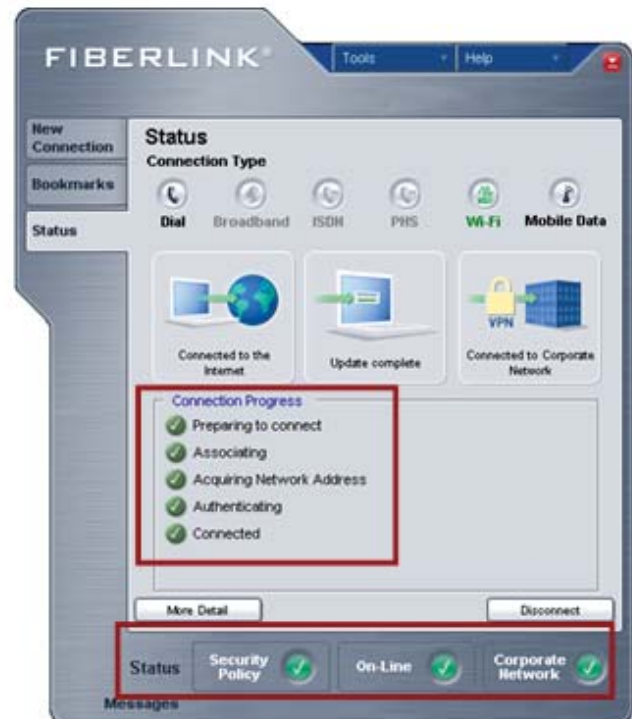 FIBERLINK®
Tools
Help
New
Connection
Bookmarks
Status
Status
Connection Type
Dial
Broadband
ISDN
PHS
Wi-Fi
Mobile Data
VPN
Connected to the
Internet
Update complete
Connected to Corporate
Network
Connection Progress
Preparing to connect
Associating
Acquiring Network Address
Authenticating
Connected
More Detail
Disconnect
Status
Security
Policy
On-Line
Corporate
Network
Messages